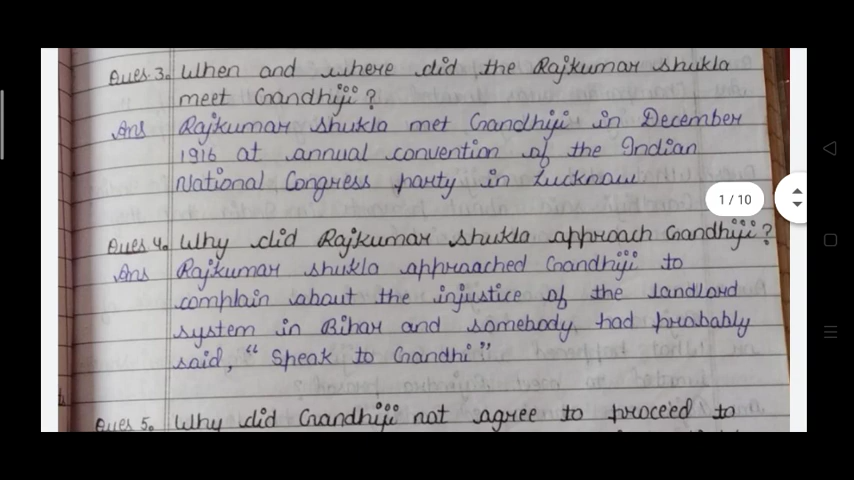 Ques.3. When and where did the Rajkumar Shukla
meet Gandhiji?
Ans Rajkumar Shukla met Gandhiji in December
1916 at annual convention of the Indian
National Congress party in Lucknow
1 / 10
Ques 4. Why did Rajkumar Shukla approach Gandhiji?
Ans Rajkumar Shukla appraached Gandhiji to
complain about the injustice of the landlord
system in Bihar and somebody had probably
said, “ Speak to Gandhi ”
Ques 5. Why did Gandhiji not agree to proceed to